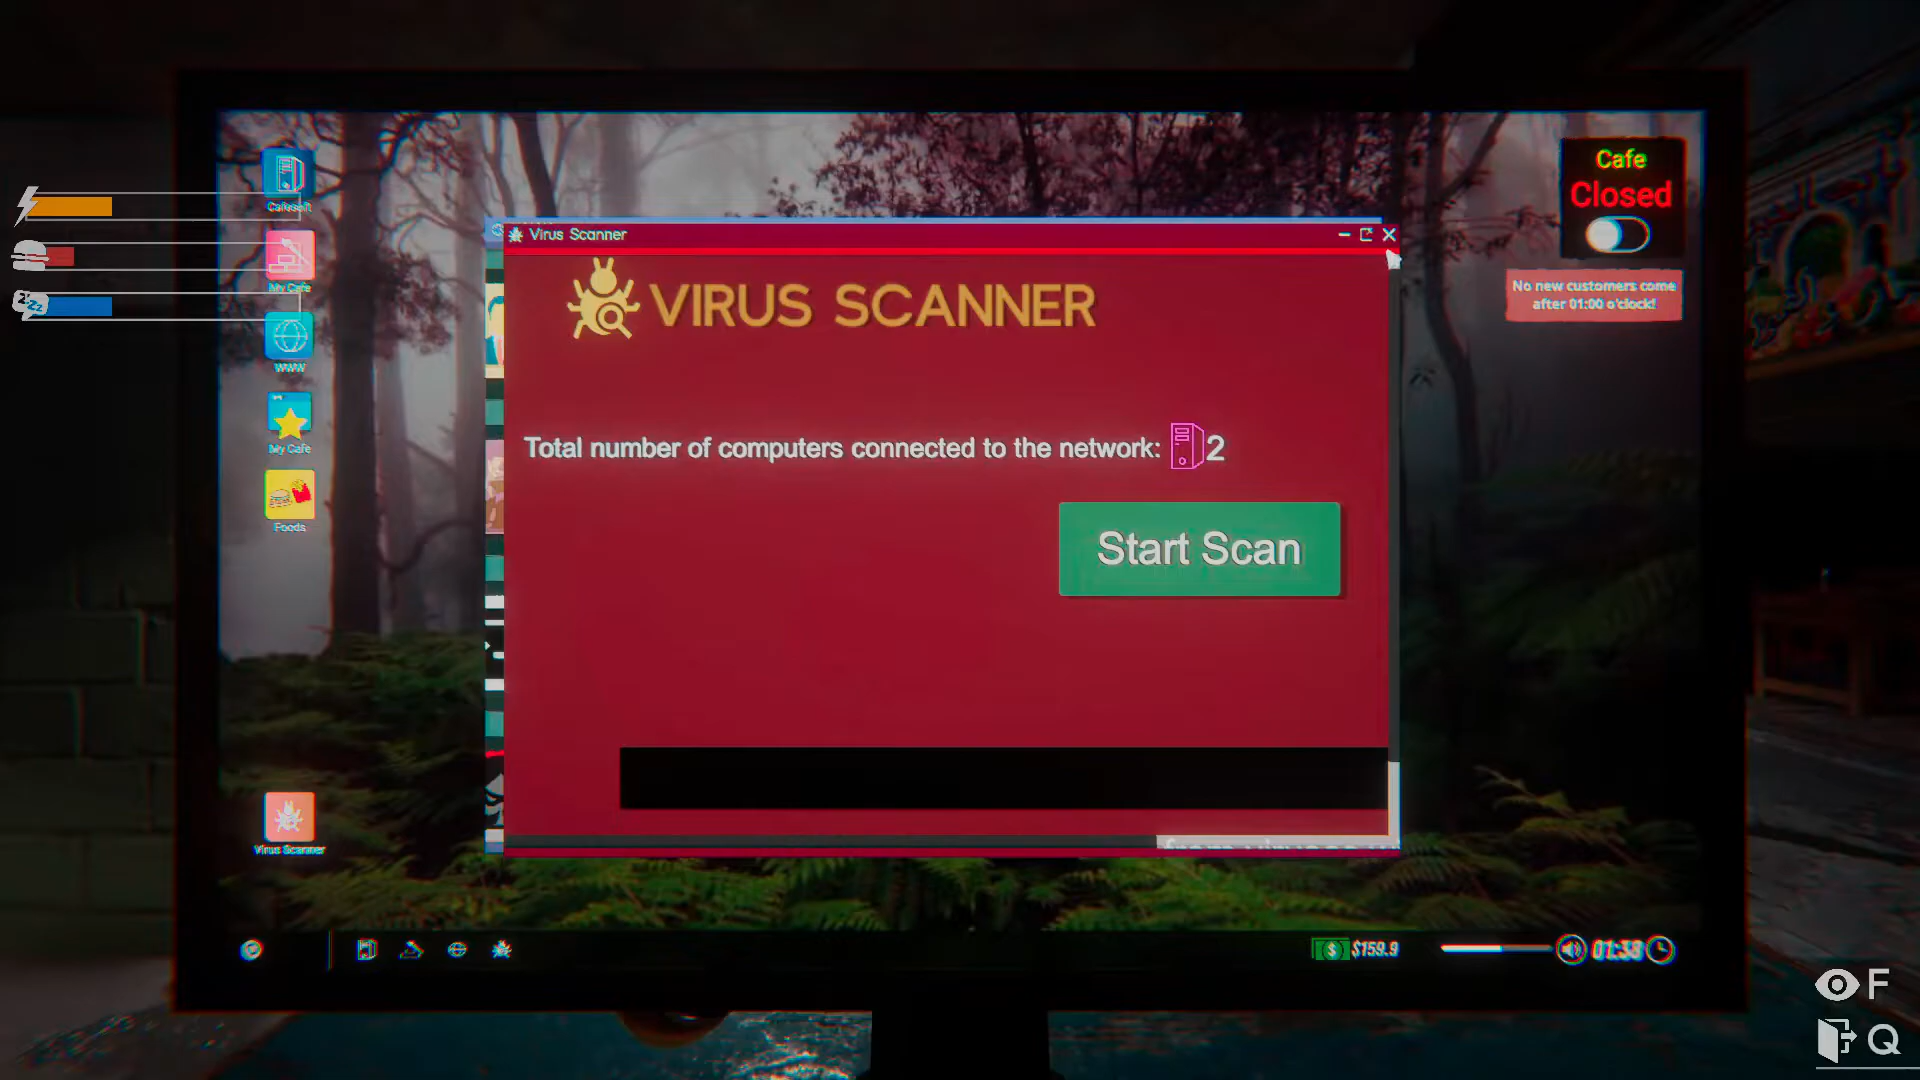 Cafesoft
My Cafe
WWW
My Cafe
Foods
Virus Scanner
Virus Scanner
VIRUS SCANNER
Total number of computers connected to the network: 2
Start Scan
Cafe
Closed
No new customers come
after 01:00 o'clock!
$159.9
01:38
F
Q